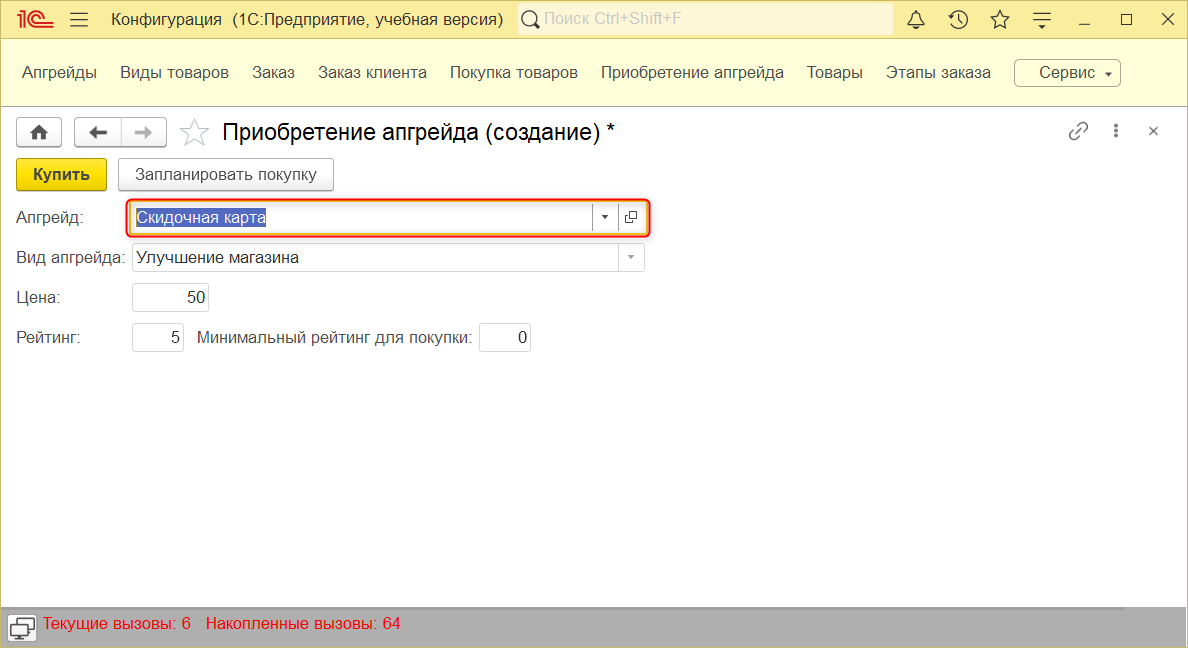 1С Конфигурация (1С:Предприятие, учебная версия) Поиск Ctrl+Shift+F
Апгрейды Виды товаров Заказ Заказ клиента Покупка товаров Приобретение апгрейда Товары Этапы заказа Сервис
Приобретение апгрейда (создание) *
Купить Запланировать покупку
Апгрейд: Скидочная карта
Вид апгрейда: Улучшение магазина
Цена: 50
Рейтинг: 5 Минимальный рейтинг для покупки: 0
Текущие вызовы: 6 Накопленные вызовы: 64